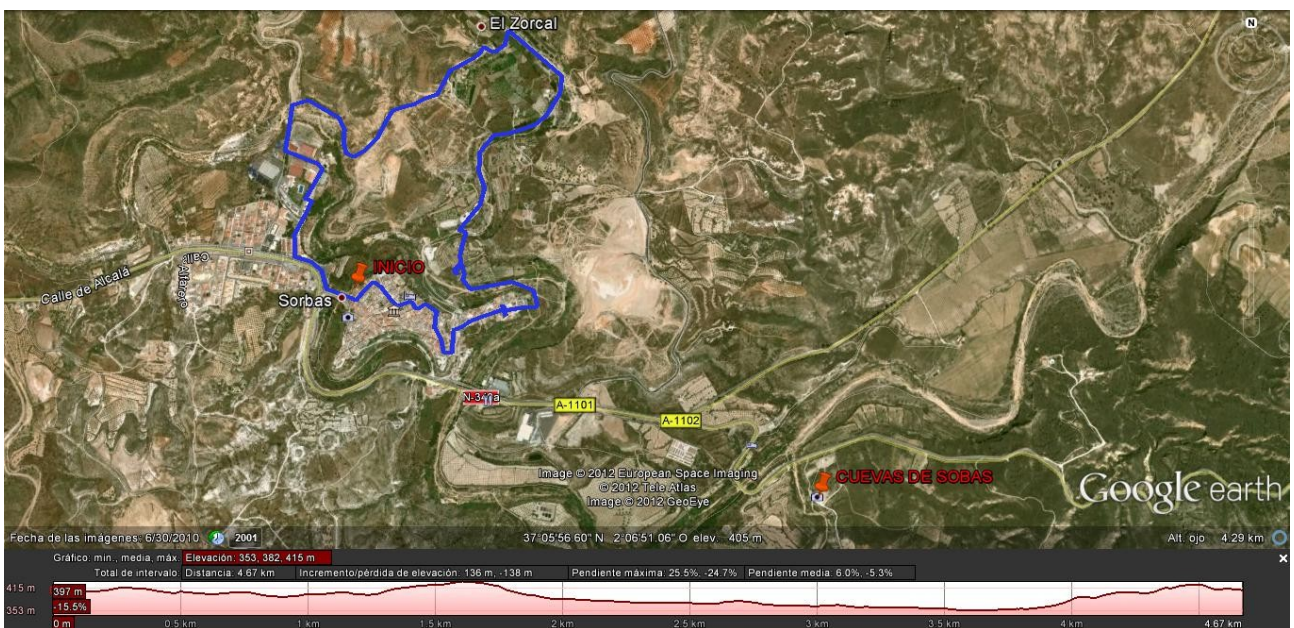 El Zorcal
N
INICIO
Calle de Alcalá
Calle Alfarero
Sorbas
N-340a
A-1101
A-1102
CUEVAS DE SOBAS
Image © 2012 European Space Imaging
© 2012 Tele Atlas
Image © 2012 GeoEye
Google earth
Fecha de las imágenes: 6/30/2010 2001 37°05'56.60" N 2°06'51.06" O elev. 405 m Alt. ojo 4.29 km
Gráfico: mín., media, máx. Elevación: 353, 382, 415 m
Total de intervalo: Distancia: 4.67 km Incremento/pérdida de elevación: 136 m, -138 m Pendiente máxima: 25.5%, -24.7% Pendiente media: 6.0%, -5.3%
415 m 397 m
-15.5%
353 m
0 m 0.5 km 1 km 1.5 km 2 km 2.5 km 3 km 3.5 km 4 km 4.67 km